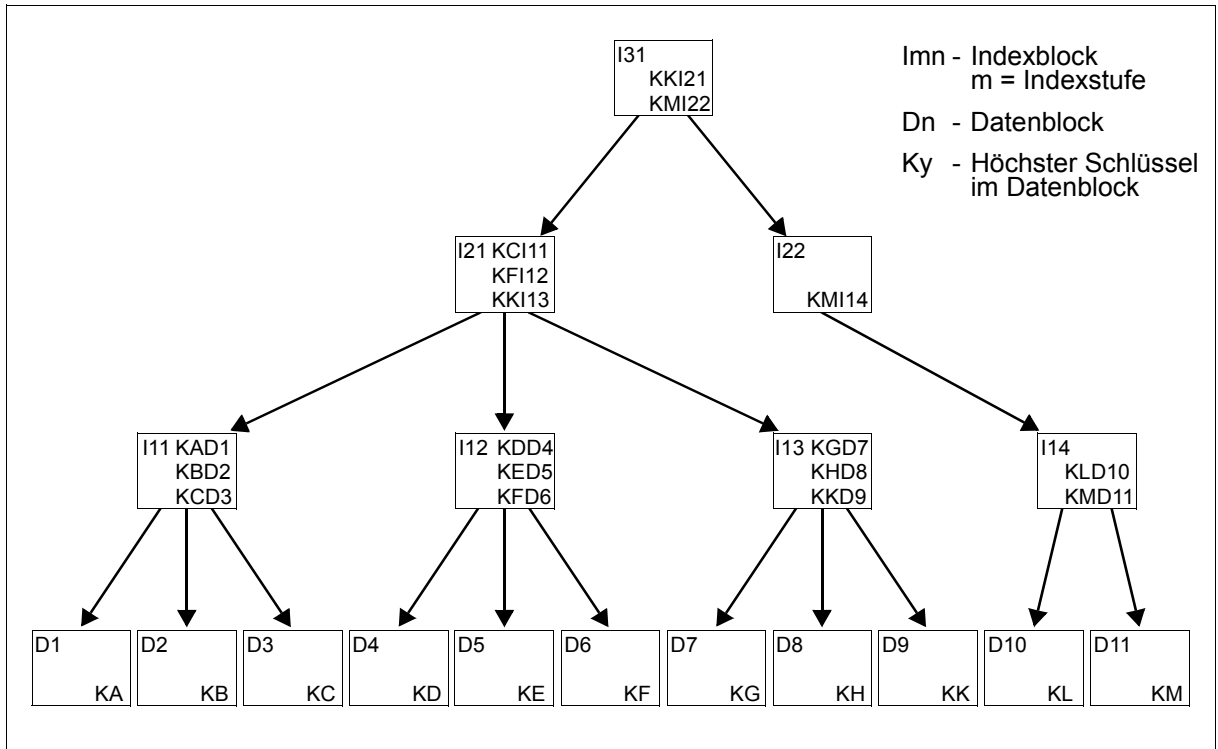 I31
KKI21
KMI22
Imn - Indexblock
m = Indexstufe
Dn - Datenblock
Ky - Höchster Schlüssel
im Datenblock
I21 KCI11
KFI12
KKI13
I22
KMI14
I11 KAD1
KBD2
KCD3
I12 KDD4
KED5
KFD6
I13 KGD7
KHD8
KKD9
I14
KLD10
KMD11
D1
KA
D2
KB
D3
KC
D4
KD
D5
KE
D6
KF
D7
KG
D8
KH
D9
KK
D10
KL
D11
KM